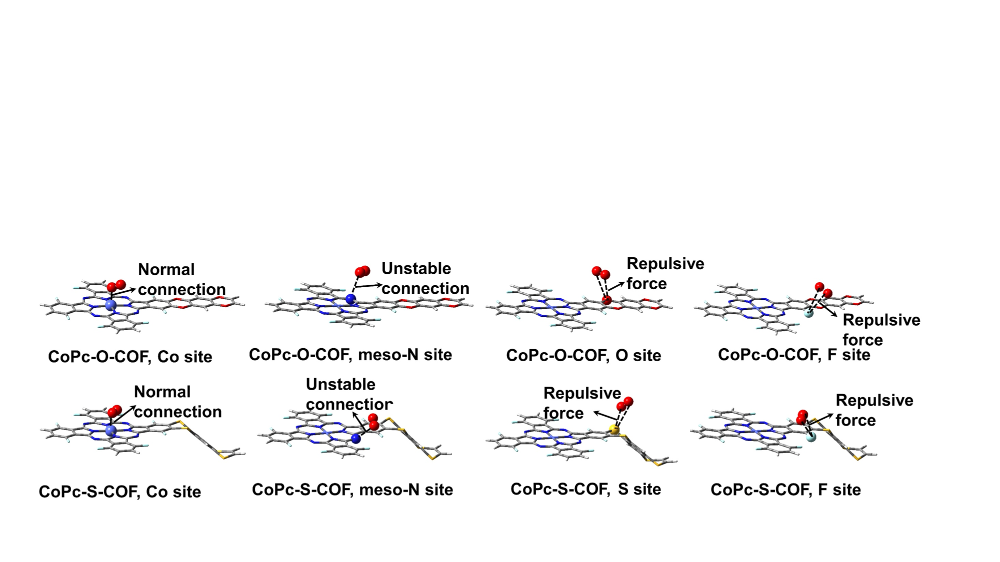 Normal
connection
Unstable
connection
Repulsive
force
Repulsive
force
CoPc-O-COF, Co site
CoPc-O-COF, meso-N site
CoPc-O-COF, O site
CoPc-O-COF, F site
Normal
connection
Unstable
connection
Repulsive
force
Repulsive
force
CoPc-S-COF, Co site
CoPc-S-COF, meso-N site
CoPc-S-COF, S site
CoPc-S-COF, F site